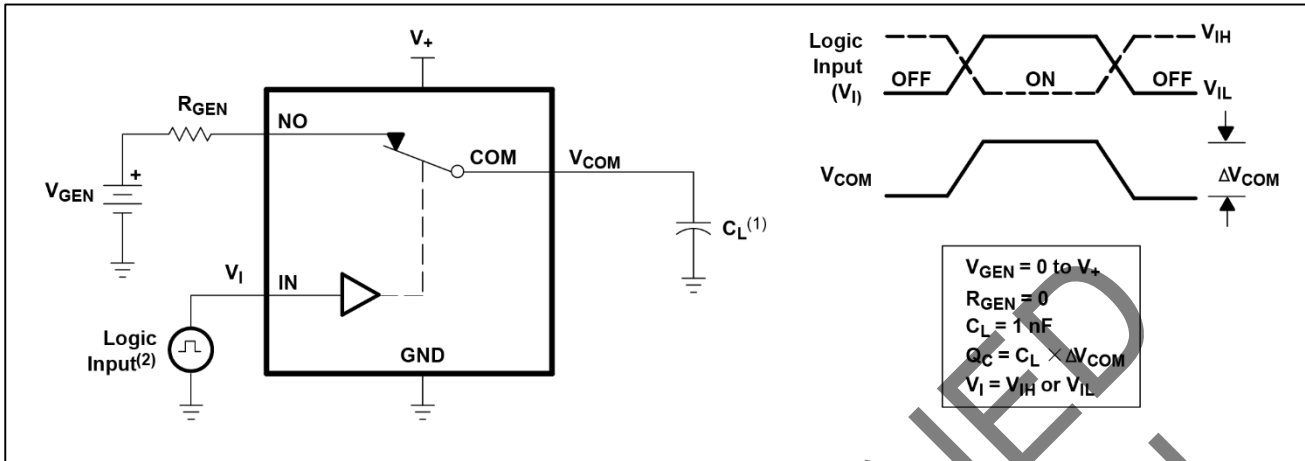 V+
RGEN
NO
COM
VCOM
VGEN
+
CL(1)
VI
IN
Logic
Input(2)
GND
Logic
Input
(VI)
OFF
ON
OFF
VIH
VIL
VCOM
ΔVCOM
VGEN = 0 to V+
RGEN = 0
CL = 1 nF
QC = CL × ΔVCOM
VI = VIH or VIL